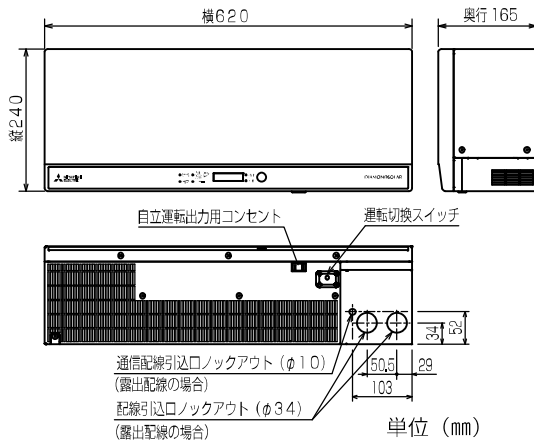 横620
奥行165
縦240
MITSUBISHI
DIAMONDSOLAR
自立運転出力用コンセント
運転切換スイッチ
34
52
通信配線引込口ノックアウト(φ10)
(露出配線の場合)
50.5
29
103
配線引込口ノックアウト(φ34)
(露出配線の場合)
単位(mm)